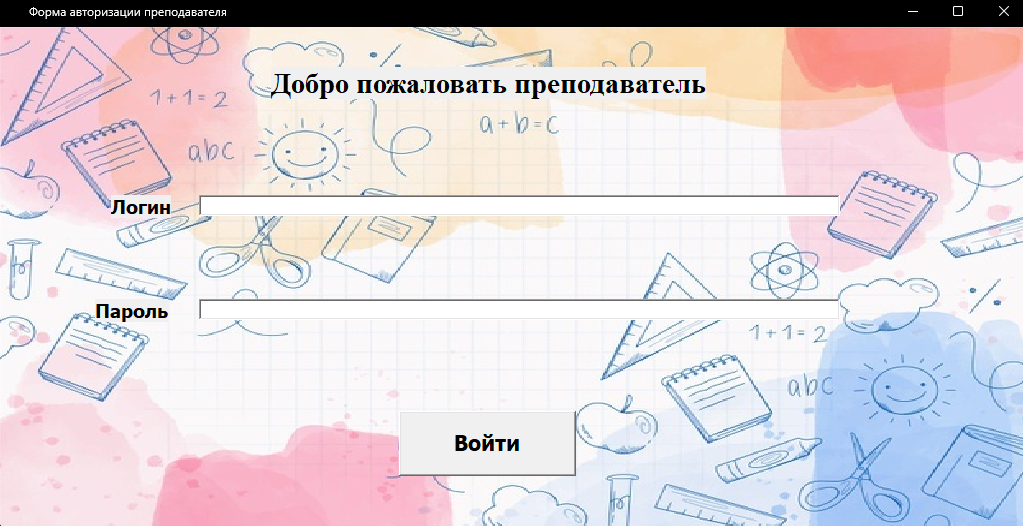 Форма авторизации преподавателя
Добро пожаловать преподаватель
1+1=2
a+b=c
abc
Логин
Пароль
1+1=2
abc
Войти